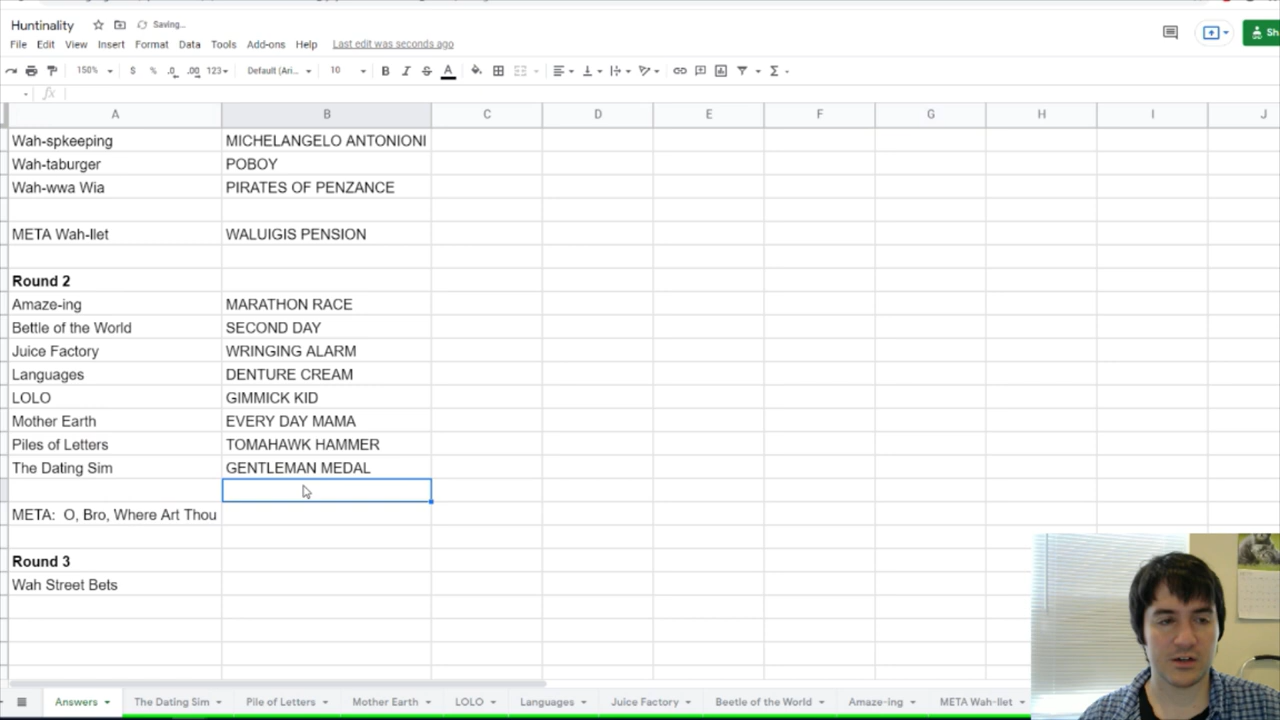 Huntinality Saving...
File Edit View Insert Format Data Tools Add-ons Help Last edit was seconds ago
150% $ % .0 .00 123 Default (Ari... 10 B I S A Σ
fx
A B C D E F G H I J
Wah-spkeeping MICHELANGELO ANTONIONI
Wah-taburger POBOY
Wah-wwa Wia PIRATES OF PENZANCE
META Wah-llet WALUIGIS PENSION
Round 2
Amaze-ing MARATHON RACE
Bettle of the World SECOND DAY
Juice Factory WRINGING ALARM
Languages DENTURE CREAM
LOLO GIMMICK KID
Mother Earth EVERY DAY MAMA
Piles of Letters TOMAHAWK HAMMER
The Dating Sim GENTLEMAN MEDAL
META: O, Bro, Where Art Thou
Round 3
Wah Street Bets
Answers The Dating Sim Pile of Letters Mother Earth LOLO Languages Juice Factory Beetle of the World Amaze-ing META Wah-llet